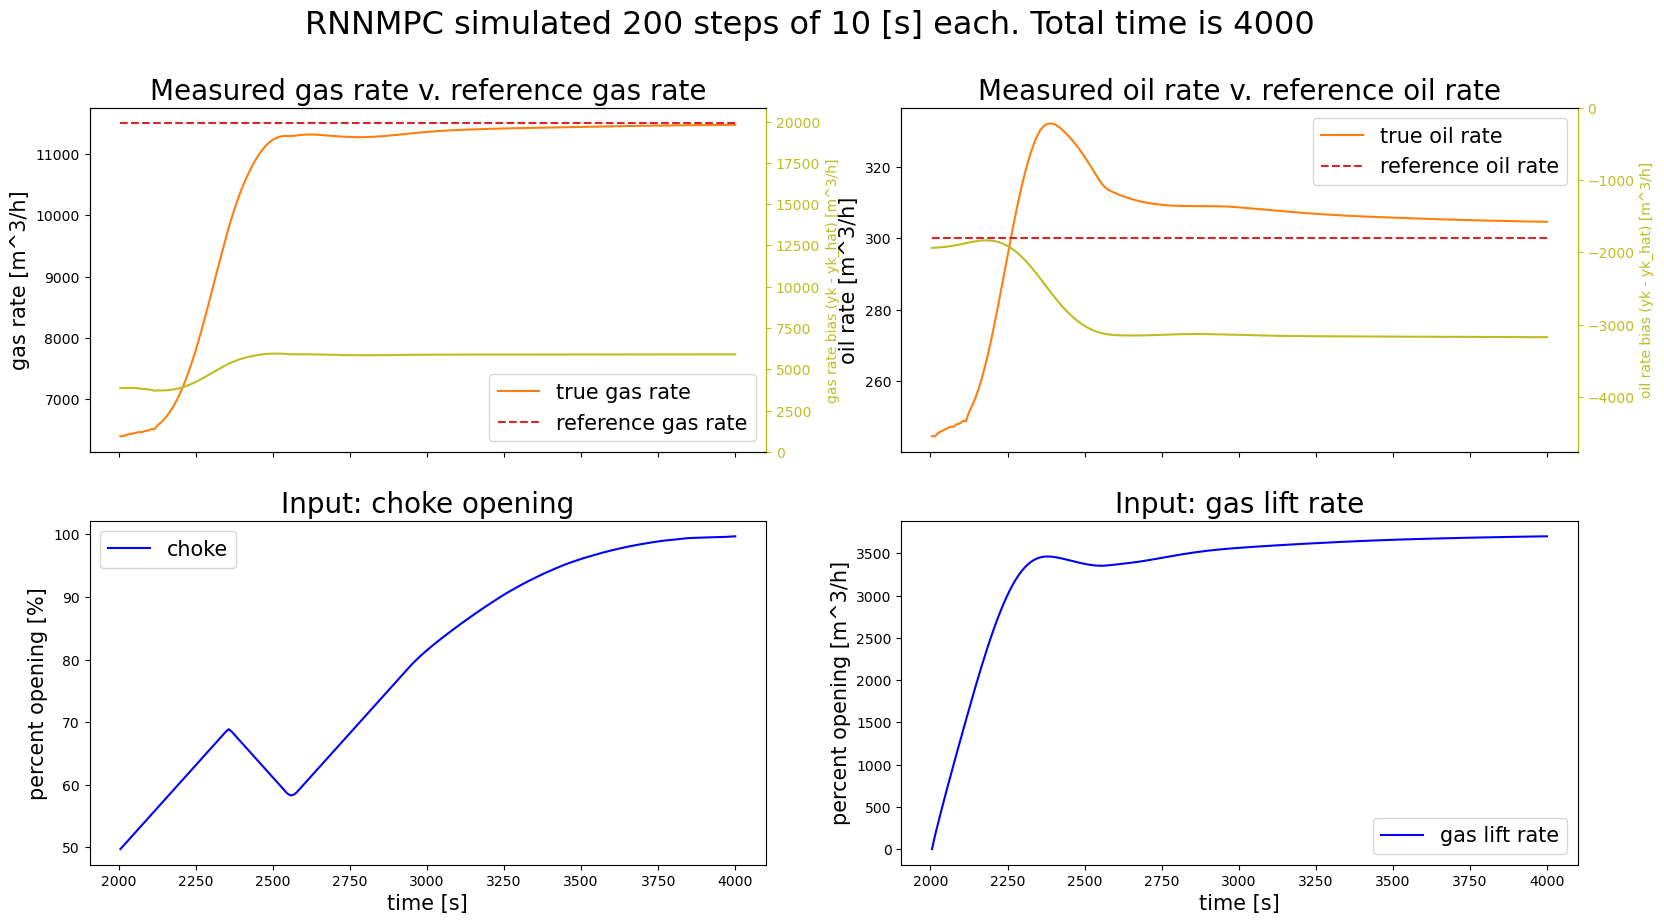 RNNMPC simulated 200 steps of 10 [s] each. Total time is 4000
Measured gas rate v. reference gas rate
gas rate [m^3/h]
11000
10000
9000
8000
7000
20000
17500
15000
12500
10000
7500
5000
2500
0
gas rate bias (yk - yk_hat) [m^3/h]
true gas rate
reference gas rate
Measured oil rate v. reference oil rate
oil rate [m^3/h]
320
300
280
260
0
−1000
−2000
−3000
−4000
oil rate bias (yk - yk_hat) [m^3/h]
true oil rate
reference oil rate
Input: choke opening
percent opening [%]
100
90
80
70
60
50
choke
2000 2250 2500 2750 3000 3250 3500 3750 4000
time [s]
Input: gas lift rate
percent opening [m^3/h]
3500
3000
2500
2000
1500
1000
500
0
gas lift rate
2000 2250 2500 2750 3000 3250 3500 3750 4000
time [s]